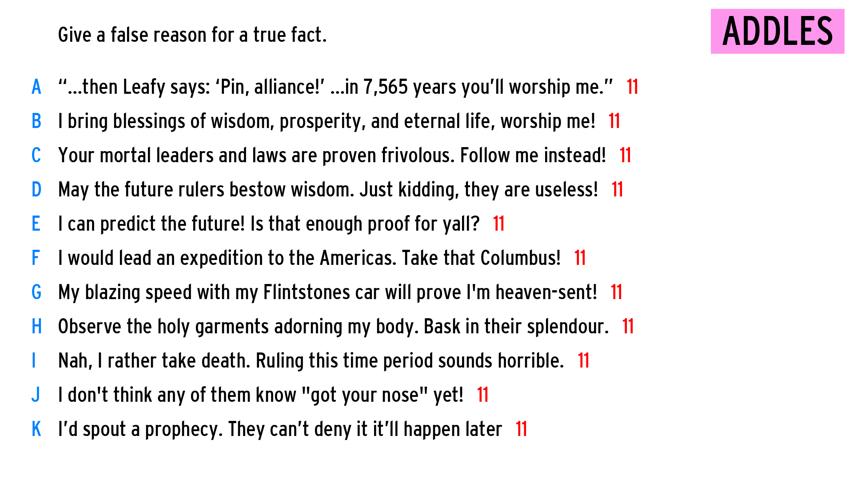 Give a false reason for a true fact.
ADDLES
A "...then Leafy says: ‘Pin, alliance!’ ...in 7,565 years you’ll worship me.” 11
B I bring blessings of wisdom, prosperity, and eternal life, worship me! 11
C Your mortal leaders and laws are proven frivolous. Follow me instead! 11
D May the future rulers bestow wisdom. Just kidding, they are useless! 11
E I can predict the future! Is that enough proof for yall? 11
F I would lead an expedition to the Americas. Take that Columbus! 11
G My blazing speed with my Flintstones car will prove I'm heaven-sent! 11
H Observe the holy garments adorning my body. Bask in their splendour. 11
I Nah, I rather take death. Ruling this time period sounds horrible. 11
J I don't think any of them know "got your nose" yet! 11
K I’d spout a prophecy. They can’t deny it it’ll happen later 11